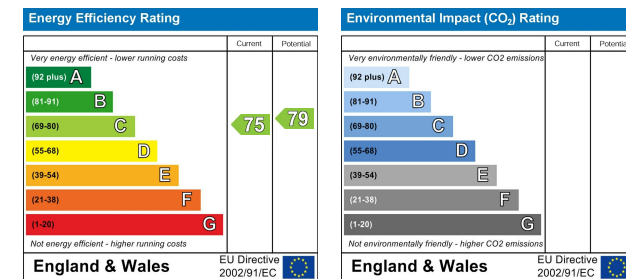 Energy Efficiency Rating
Current Potential
Very energy efficient - lower running costs
(92 plus) A
(81-91) B
(69-80) C
75 79
(55-68) D
(39-54) E
(21-38) F
(1-20) G
Not energy efficient - higher running costs
England & Wales
EU Directive
2002/91/EC
Environmental Impact (CO₂) Rating
Current Potential
Very environmentally friendly - lower CO2 emissions
(92 plus) A
(81-91) B
(69-80) C
(55-68) D
(39-54) E
(21-38) F
(1-20) G
Not environmentally friendly - higher CO2 emissions
England & Wales
EU Directive
2002/91/EC